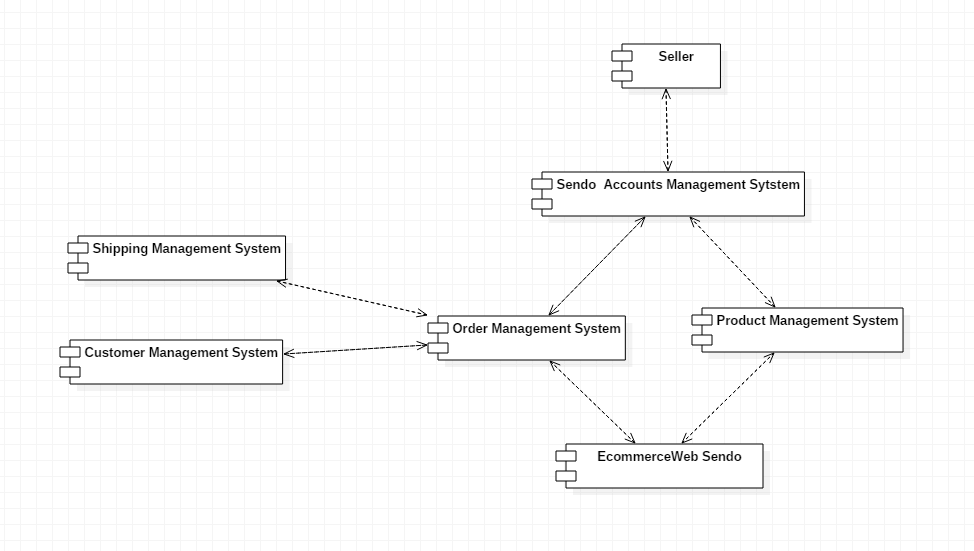 Seller
Sendo  Accounts Management Sytstem
Shipping Management System
Order Management System
Product Management System
Customer Management System
EcommerceWeb Sendo